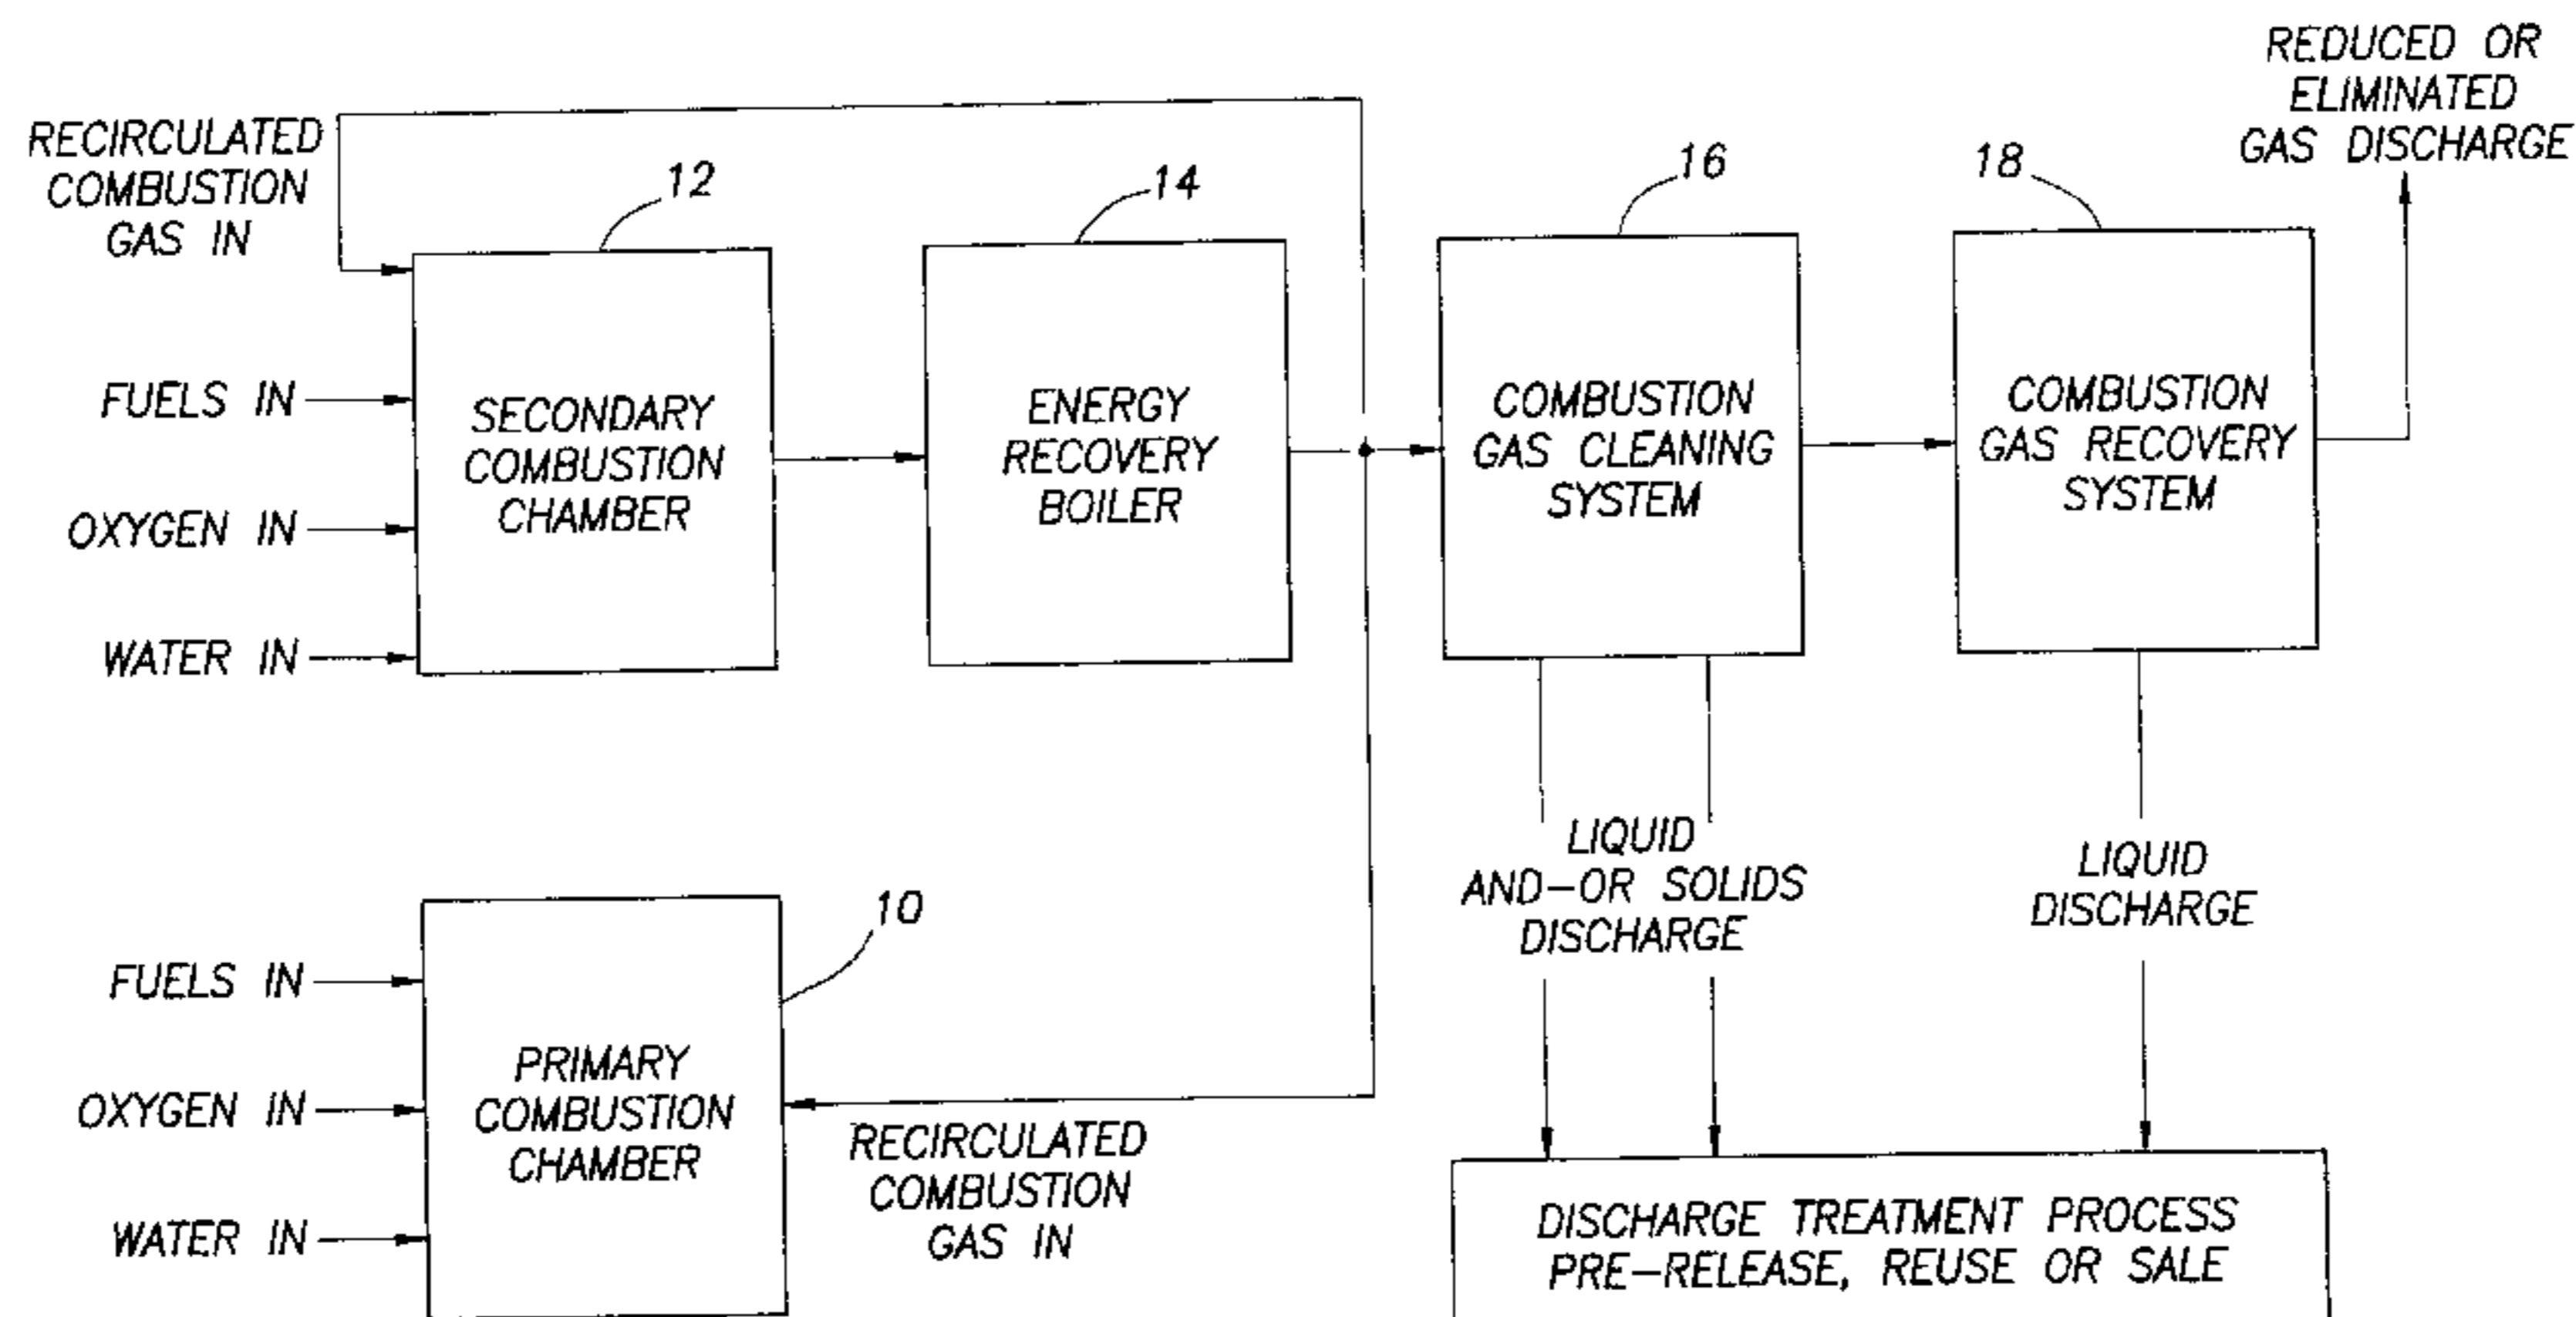 REDUCED OR
ELIMINATED
GAS DISCHARGE
RECIRCULATED
COMBUSTION
GAS IN
12
14
16
18
FUELS IN
OXYGEN IN
WATER IN
SECONDARY
COMBUSTION
CHAMBER
ENERGY
RECOVERY
BOILER
COMBUSTION
GAS CLEANING
SYSTEM
COMBUSTION
GAS RECOVERY
SYSTEM
LIQUID
AND-OR SOLIDS
DISCHARGE
LIQUID
DISCHARGE
10
FUELS IN
OXYGEN IN
WATER IN
PRIMARY
COMBUSTION
CHAMBER
RECIRCULATED
COMBUSTION
GAS IN
DISCHARGE TREATMENT PROCESS
PRE-RELEASE, REUSE OR SALE